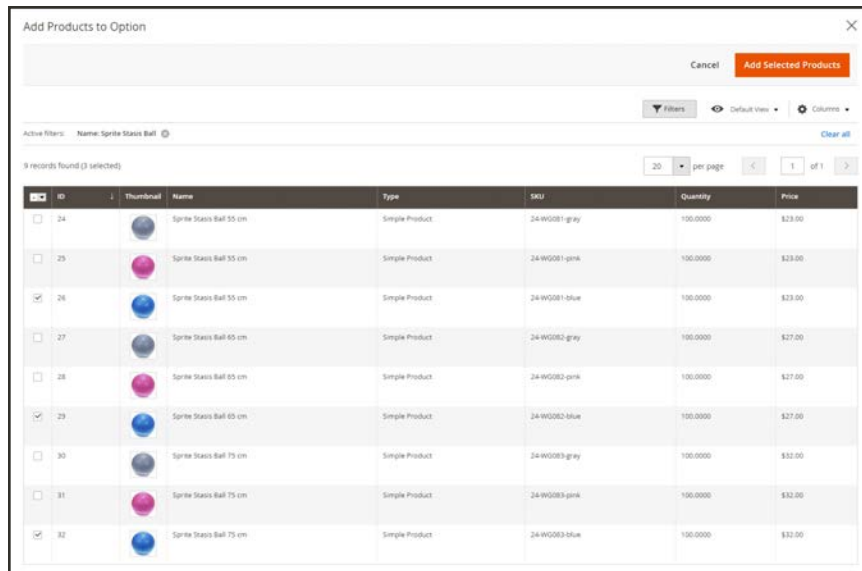 Add Products to Option
Cancel Add Selected Products
Filters Default View Columns
Active filters: Name: Sprite Stasis Ball Clear all
9 records found (3 selected) 20 per page 1 of 1
ID Thumbnail Name Type SKU Quantity Price
24 Sprite Stasis Ball 55 cm Simple Product 24-WG081-gray 100.0000 $23.00
25 Sprite Stasis Ball 55 cm Simple Product 24-WG081-pink 100.0000 $23.00
26 Sprite Stasis Ball 55 cm Simple Product 24-WG081-blue 100.0000 $23.00
27 Sprite Stasis Ball 65 cm Simple Product 24-WG082-gray 100.0000 $27.00
28 Sprite Stasis Ball 65 cm Simple Product 24-WG082-pink 100.0000 $27.00
29 Sprite Stasis Ball 65 cm Simple Product 24-WG082-blue 100.0000 $27.00
30 Sprite Stasis Ball 75 cm Simple Product 24-WG083-gray 100.0000 $32.00
31 Sprite Stasis Ball 75 cm Simple Product 24-WG083-pink 100.0000 $32.00
32 Sprite Stasis Ball 75 cm Simple Product 24-WG083-blue 100.0000 $32.00